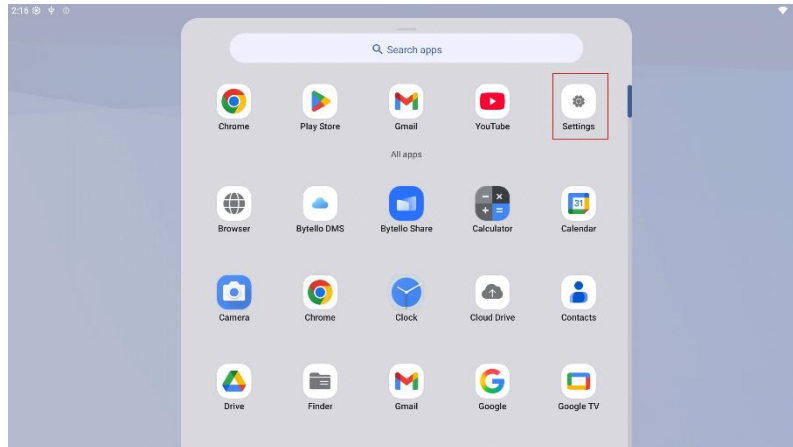 2:16
Search apps
Chrome Play Store Gmail YouTube Settings
All apps
31
Browser Bytello DMS Bytello Share Calculator Calendar
Camera Chrome Clock Cloud Drive Contacts
Drive Finder Gmail Google Google TV